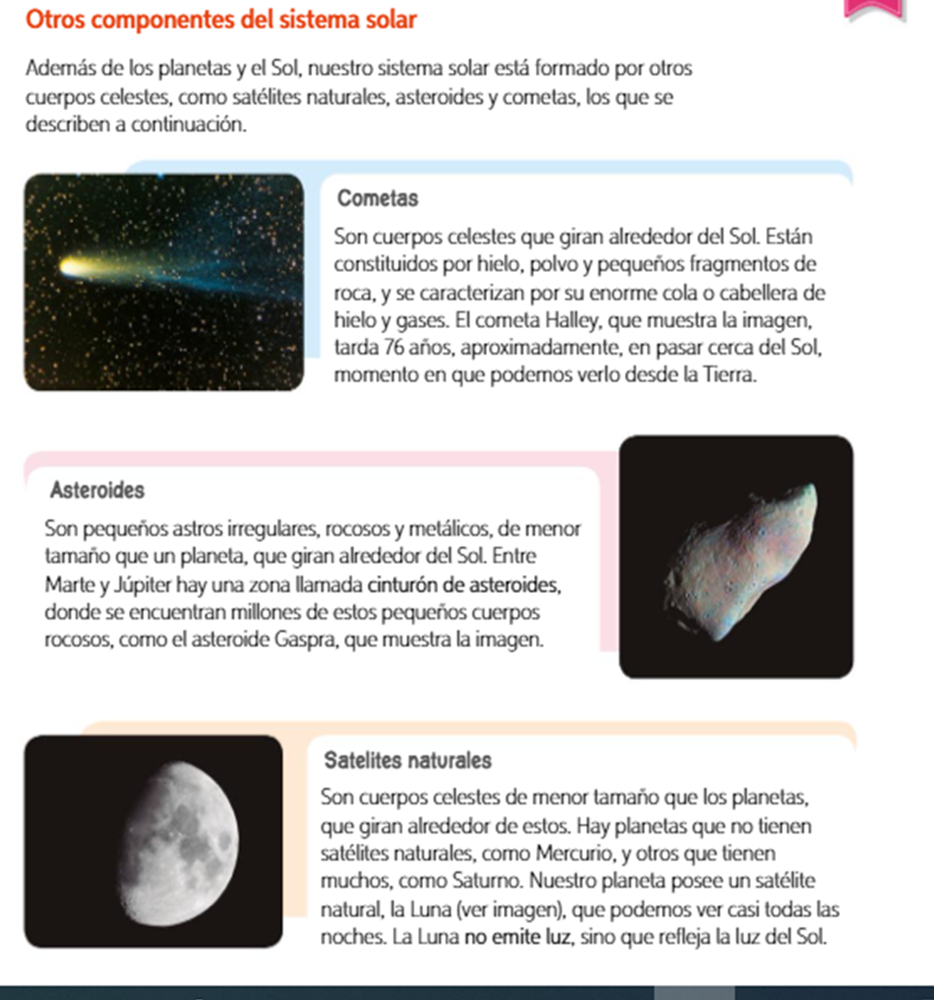 Otros componentes del sistema solar
Además de los planetas y el Sol, nuestro sistema solar está formado por otros
cuerpos celestes, como satélites naturales, asteroides y cometas, los que se
describen a continuación.
Cometas
Son cuerpos celestes que giran alrededor del Sol. Están
constituidos por hielo, polvo y pequeños fragmentos de
roca, y se caracterizan por su enorme cola o cabellera de
hielo y gases. El cometa Halley, que muestra la imagen,
tarda 76 años, aproximadamente, en pasar cerca del Sol,
momento en que podemos verlo desde la Tierra.
Asteroides
Son pequeños astros irregulares, rocosos y metálicos, de menor
tamaño que un planeta, que giran alrededor del Sol. Entre
Marte y Júpiter hay una zona llamada cinturón de asteroides,
donde se encuentran millones de estos pequeños cuerpos
rocosos, como el asteroide Gaspra, que muestra la imagen.
Satelites naturales
Son cuerpos celestes de menor tamaño que los planetas,
que giran alrededor de estos. Hay planetas que no tienen
satélites naturales, como Mercurio, y otros que tienen
muchos, como Saturno. Nuestro planeta posee un satélite
natural, la Luna (ver imagen), que podemos ver casi todas las
noches. La Luna no emite luz, sino que refleja la luz del Sol.